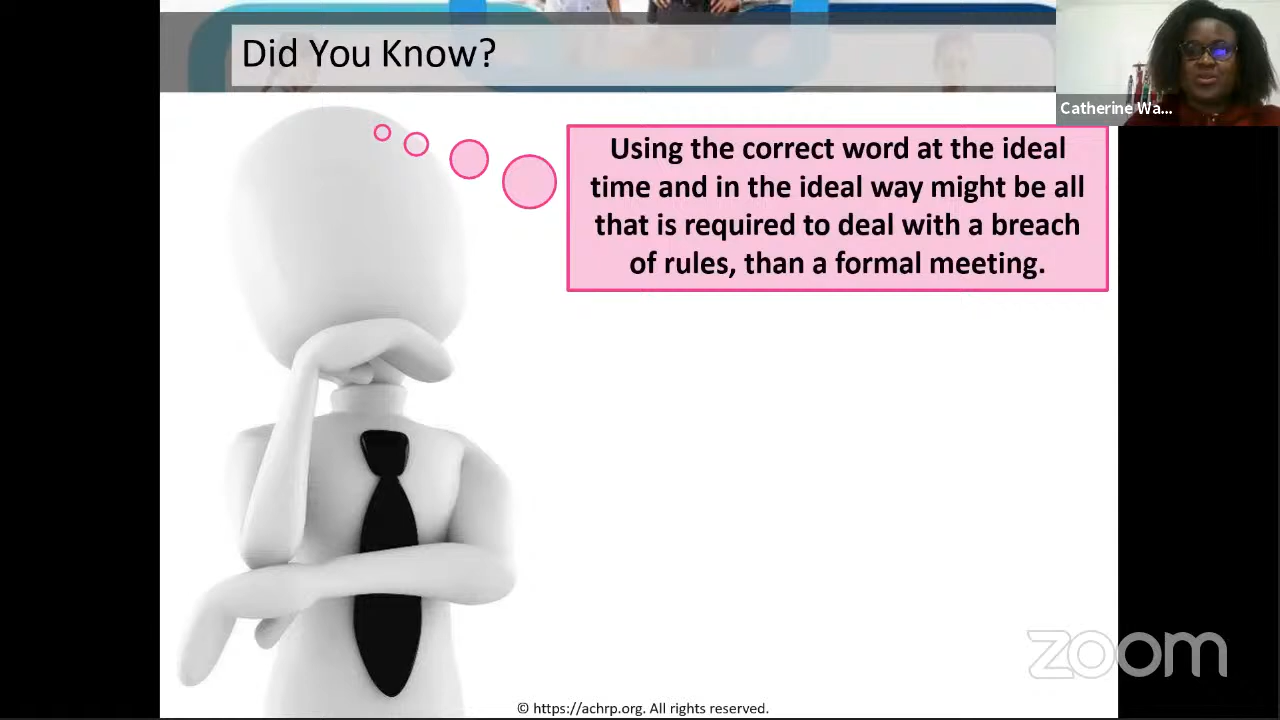 Did You Know?
Catherine Wa...
Using the correct word at the ideal
time and in the ideal way might be all
that is required to deal with a breach
of rules, than a formal meeting.
zoom
© https://achrp.org. All rights reserved.